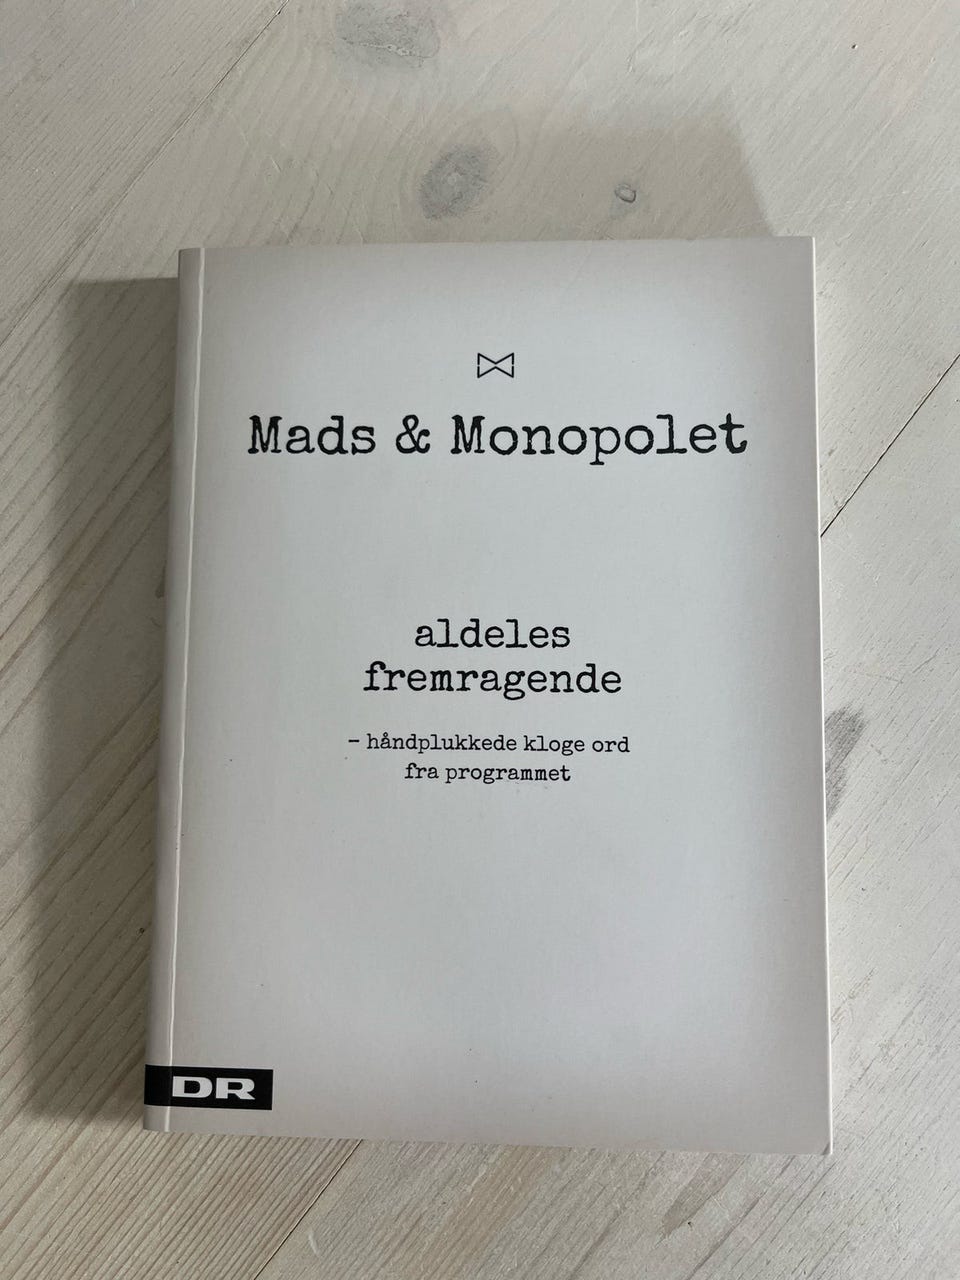 Mads & Monopolet
aldeles
fremragende
– håndplukkede kloge ord
fra programmet
DR